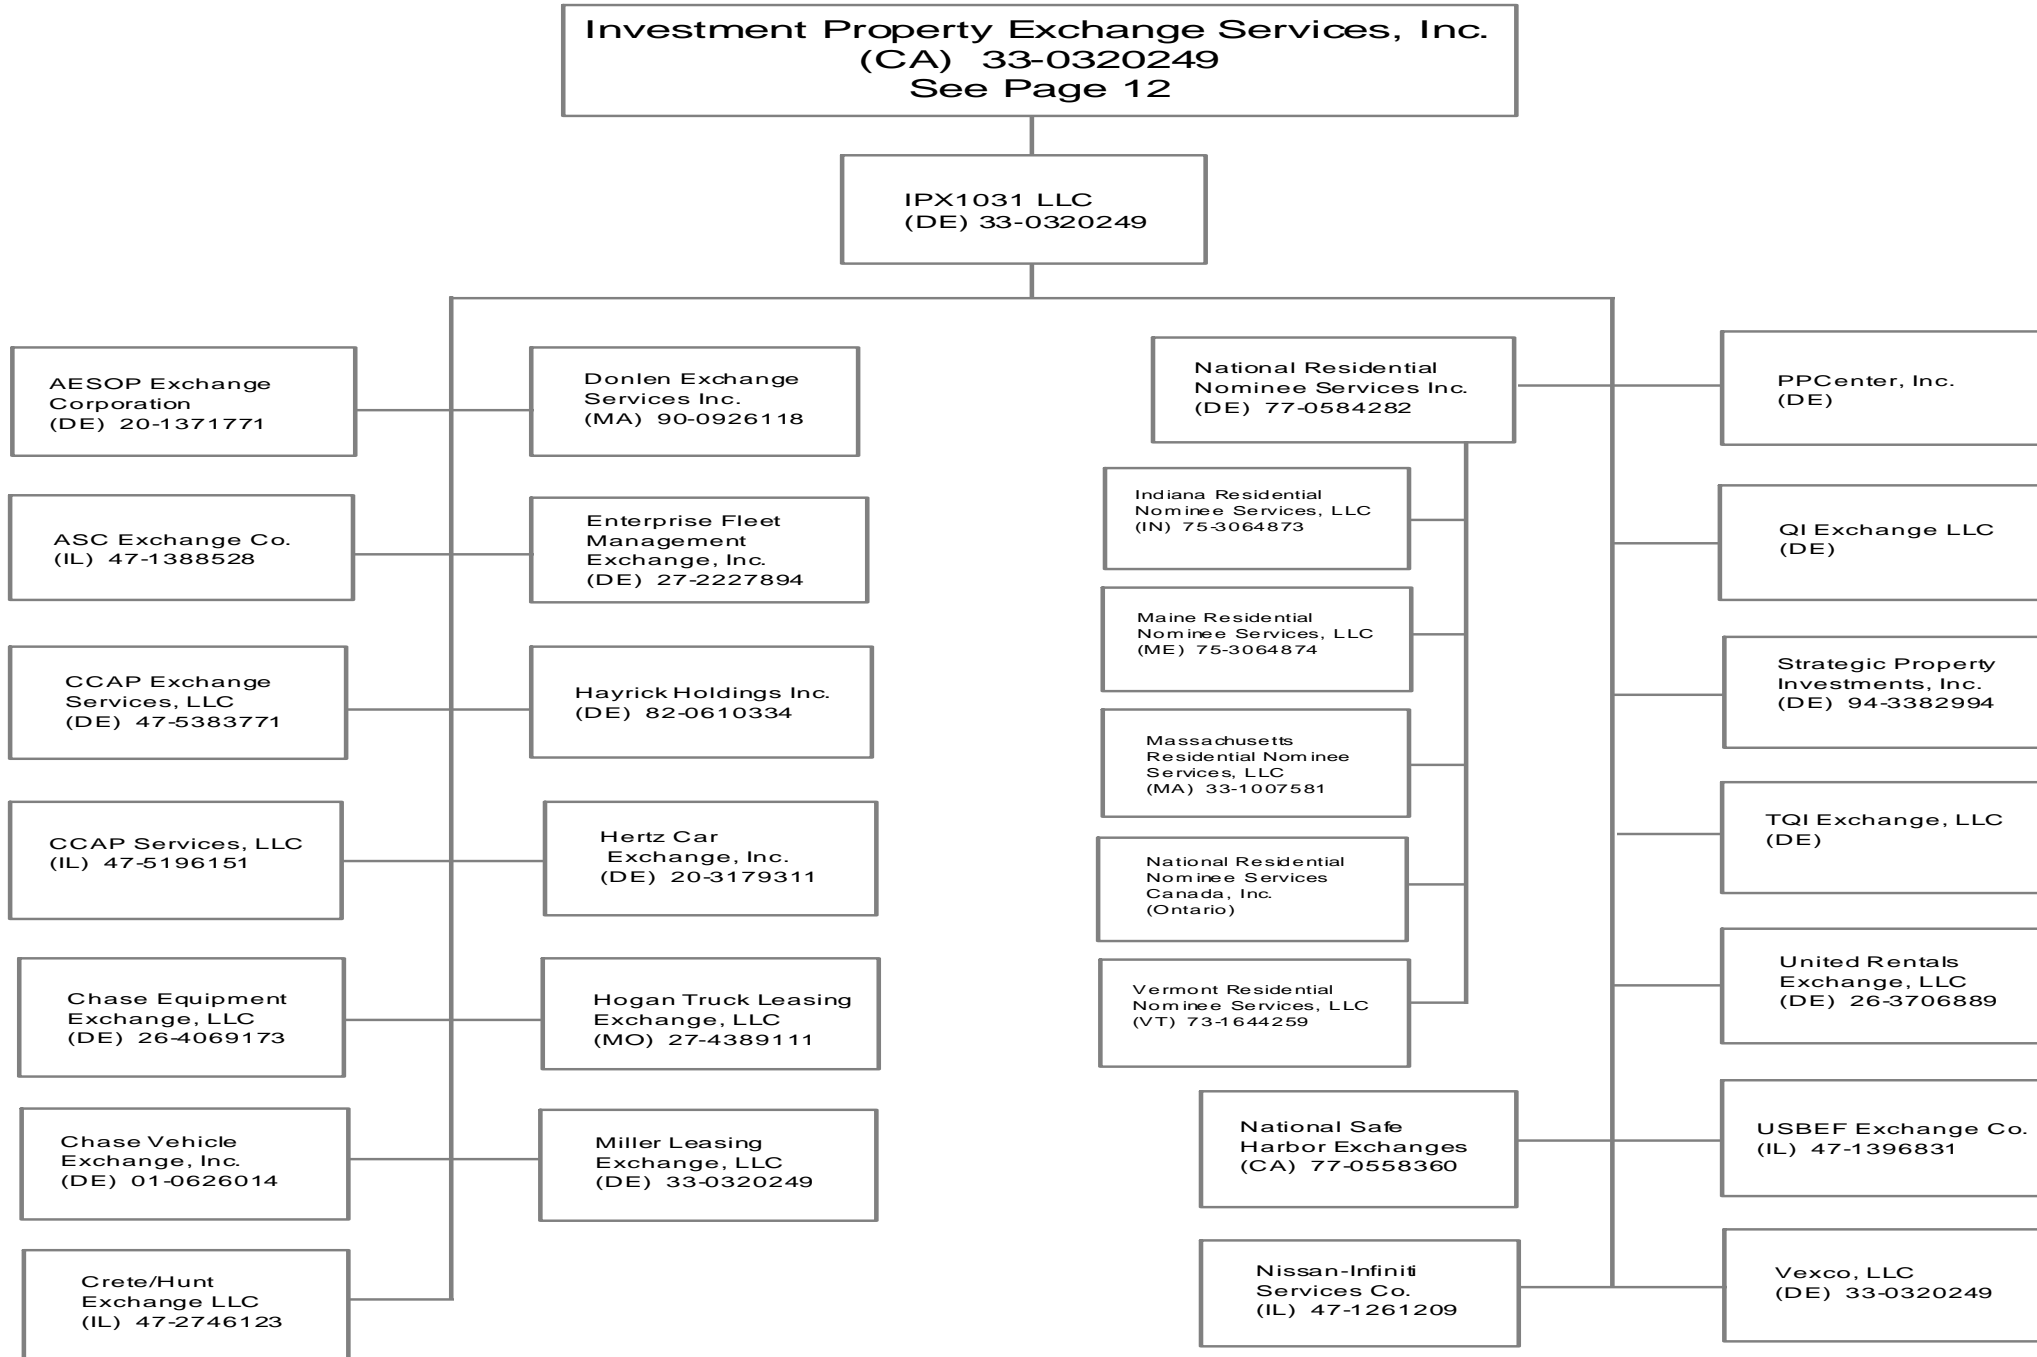 Investment Property Exchange Services, Inc.
(CA) 33-0320249
See Page 12
IPX1031 LLC
(DE) 33-0320249
AESOP Exchange
Corporation
(DE) 20-1371771
ASC Exchange Co.
(IL) 47-1388528
CCAP Exchange
Services, LLC
(DE) 47-5383771
CCAP Services, LLC
(IL) 47-5196151
Chase Equipment
Exchange, LLC
(DE) 26-4069173
Chase Vehicle
Exchange, Inc.
(DE) 01-0626014
Crete/Hunt
Exchange LLC
(IL) 47-2746123
Donlen Exchange
Services Inc.
(MA) 90-0926118
Enterprise Fleet
Management
Exchange, Inc.
(DE) 27-2227894
Hayrick Holdings Inc.
(DE) 82-0610334
Hertz Car
Exchange, Inc.
(DE) 20-3179311
Hogan Truck Leasing
Exchange, LLC
(MO) 27-4389111
Miller Leasing
Exchange, LLC
(DE) 33-0320249
National Residential
Nominee Services Inc.
(DE) 77-0584282
Indiana Residential
Nominee Services, LLC
(IN) 75-3064873
Maine Residential
Nominee Services, LLC
(ME) 75-3064874
Massachusetts
Residential Nominee
Services, LLC
(MA) 33-1007581
National Residential
Nominee Services
Canada, Inc.
(Ontario)
Vermont Residential
Nominee Services, LLC
(VT) 73-1644259
National Safe
Harbor Exchanges
(CA) 77-0558360
Nissan-Infiniti
Services Co.
(IL) 47-1261209
PPCenter, Inc.
(DE)
QI Exchange LLC
(DE)
Strategic Property
Investments, Inc.
(DE) 94-3382994
TQI Exchange, LLC
(DE)
United Rentals
Exchange, LLC
(DE) 26-3706889
USBEF Exchange Co.
(IL) 47-1396831
Vexco, LLC
(DE) 33-0320249